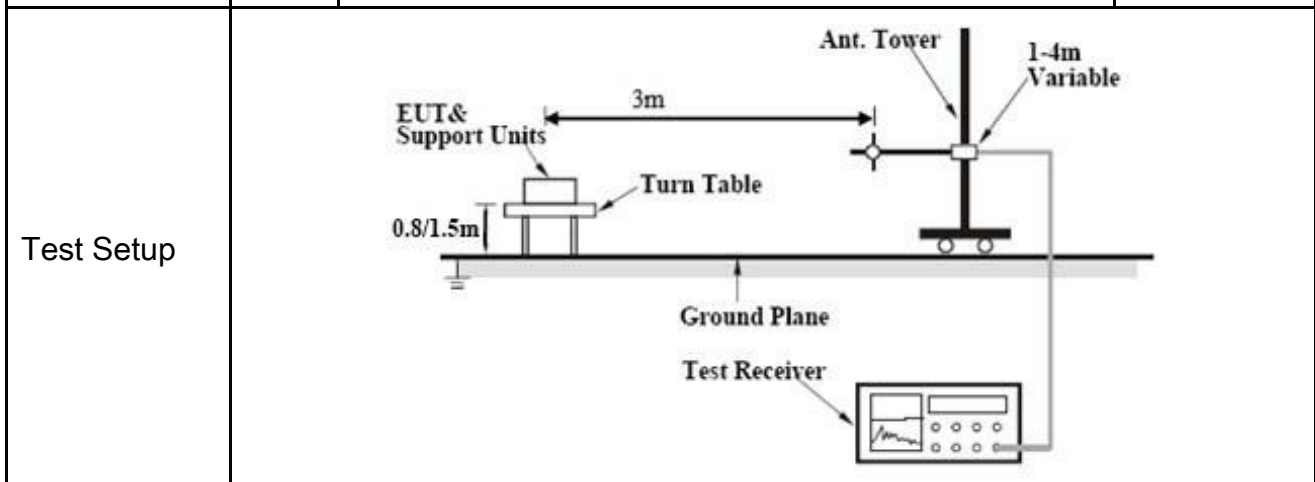 Test Setup
Ant. Tower
1-4m
Variable
3m
EUT&
Support Units
Turn Table
0.8/1.5m
Ground Plane
Test Receiver